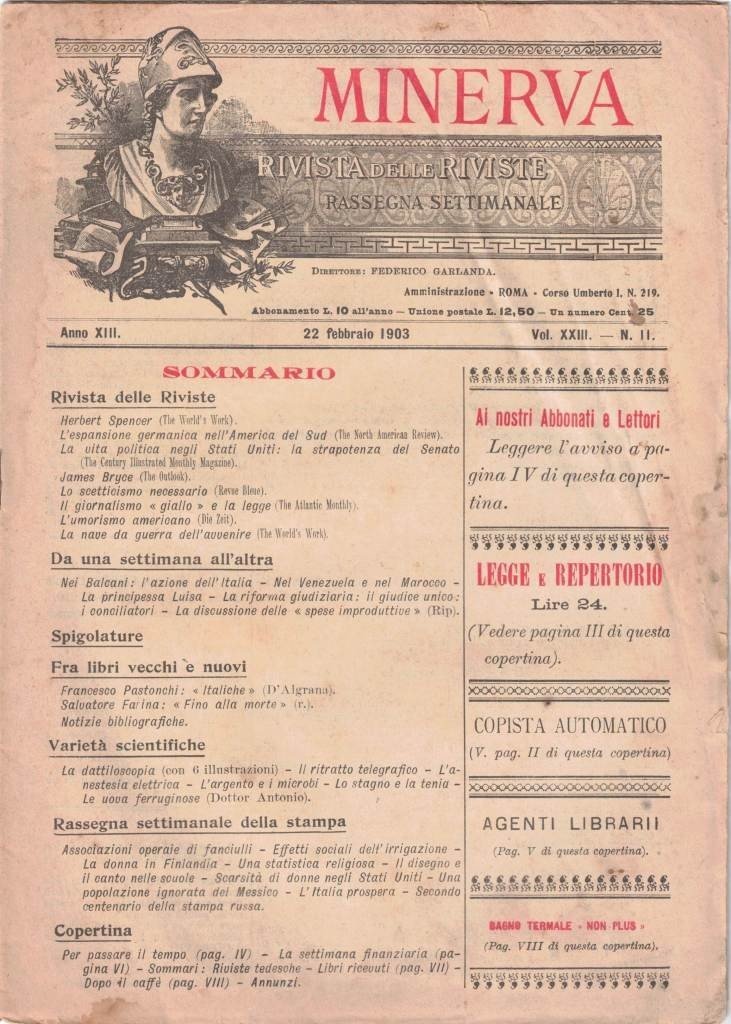 MINERVA
RIVISTA DELLE RIVISTE
RASSEGNA SETTIMANALE
DIRETTORE: FEDERICO GARLANDA.
Amministrazione - ROMA - Corso Umberto I, N. 219.
Abbonamento L. 10 all'anno — Unione postale L. 12,50 — Un numero Cent. 25
Anno XIII.
22 febbraio 1903
Vol. XXIII. — N. 11.
SOMMARIO
Rivista delle Riviste
Herbert Spencer (The World's Work).
L'espansione germanica nell'America del Sud (The North American Review).
La vita politica negli Stati Uniti: la strapotenza del Senato
(The Century Illustrated Monthly Magazine).
James Bryce (The Outlook).
Lo scetticismo necessario (Revue Bleue).
Il giornalismo « giallo » e la legge (The Atlantic Monthly).
L'umorismo americano (Die Zeit).
La nave da guerra dell'avvenire (The World's Work).
Da una settimana all'altra
Nei Balcani: l'azione dell'Italia – Nel Venezuela e nel Marocco –
La principessa Luisa – La riforma giudiziaria: il giudice unico:
i conciliatori – La discussione delle « spese improduttive » (Rip).
Spigolature
Fra libri vecchi e nuovi
Francesco Pastonchi: « Italiche » (D'Algrana).
Salvatore Farina: « Fino alla morte » (r.).
Notizie bibliografiche.
Varietà scientifiche
La dattiloscopia (con 6 illustrazioni) – Il ritratto telegrafico – L'a-
nestesia elettrica – L'argento e i microbi – Lo stagno e la tenia –
Le uova ferruginose (Dottor Antonio).
Rassegna settimanale della stampa
Associazioni operaie di fanciulli – Effetti sociali dell'irrigazione –
La donna in Finlandia – Una statistica religiosa – Il disegno e
il canto nelle scuole – Scarsità di donne negli Stati Uniti – Una
popolazione ignorata del Messico – L'Italia prospera – Secondo
centenario della stampa russa.
Copertina
Per passare il tempo (pag. IV) – La settimana finanziaria (pa-
gina VI) – Sommari: Riviste tedesche – Libri ricevuti (pag. VII) –
Dopo il caffè (pag. VIII) – Annunzi.
Ai nostri Abbonati e Lettori
Leggere l'avviso a pa-
gina IV di questa coper-
tina.
LEGGE E REPERTORIO
Lire 24.
(Vedere pagina III di questa
copertina).
COPISTA AUTOMATICO
(V. pag. II di questa copertina)
AGENTI LIBRARII
(Pag. V di questa copertina).
BAGNO TERMALE « NON PLUS »
(Pag. VIII di questa copertina).